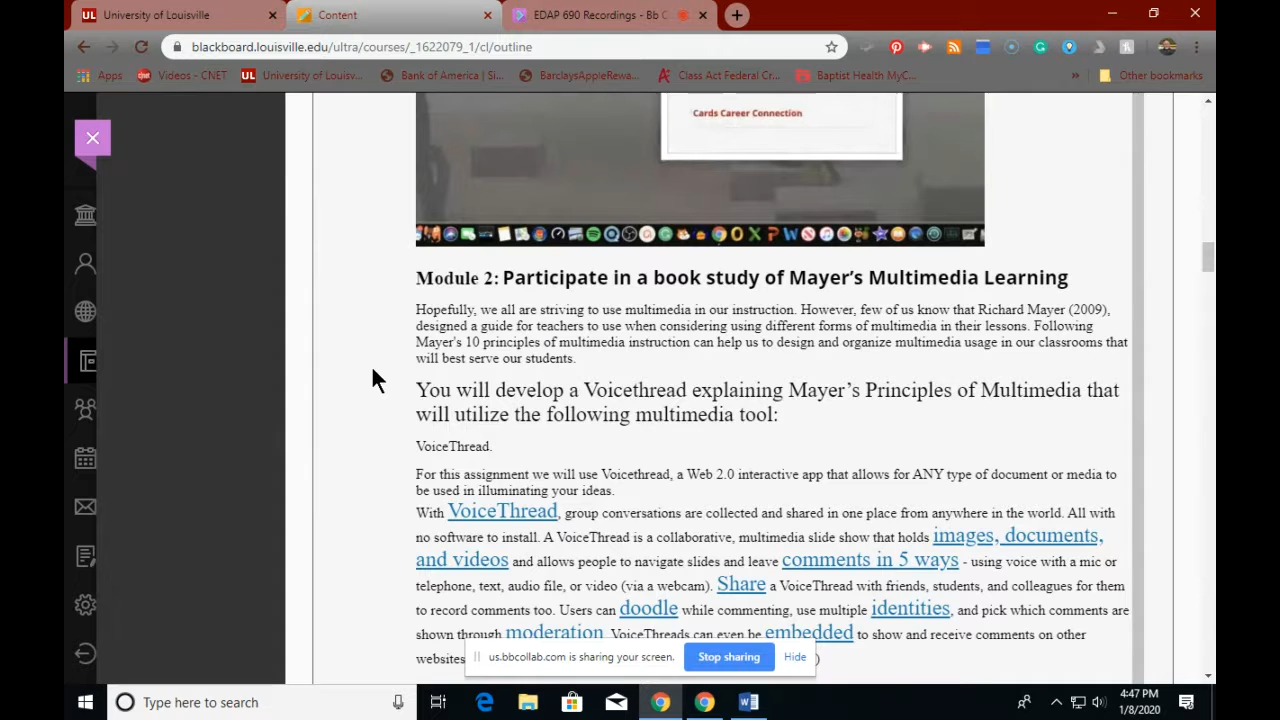 University of Louisville
Content
EDAP 690 Recordings - Bb C
blackboard.louisville.edu/ultra/courses/_1622079_1/cl/outline
Apps
Videos - CNET
University of Louisv...
Bank of America | Si...
BarclaysAppleRewa...
Class Act Federal Cr...
Baptist Health MyC...
Other bookmarks
Cards Career Connection
Module 2: Participate in a book study of Mayer’s Multimedia Learning
Hopefully, we all are striving to use multimedia in our instruction. However, few of us know that Richard Mayer (2009),
designed a guide for teachers to use when considering using different forms of multimedia in their lessons. Following
Mayer's 10 principles of multimedia instruction can help us to design and organize multimedia usage in our classrooms that
will best serve our students.
You will develop a Voicethread explaining Mayer’s Principles of Multimedia that
will utilize the following multimedia tool:
VoiceThread.
For this assignment we will use Voicethread, a Web 2.0 interactive app that allows for ANY type of document or media to
be used in illuminating your ideas.
With VoiceThread, group conversations are collected and shared in one place from anywhere in the world. All with
no software to install. A VoiceThread is a collaborative, multimedia slide show that holds images, documents,
and videos and allows people to navigate slides and leave comments in 5 ways - using voice with a mic or
telephone, text, audio file, or video (via a webcam). Share a VoiceThread with friends, students, and colleagues for them
to record comments too. Users can doodle while commenting, use multiple identities, and pick which comments are
shown through moderation. VoiceThreads can even be embedded to show and receive comments on other
websites
us.bbcollab.com is sharing your screen.
Stop sharing
Hide
Type here to search
4:47 PM
1/8/2020